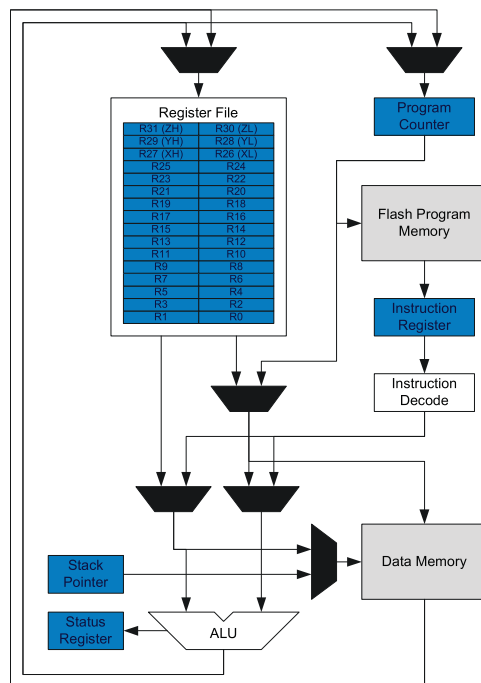 Register File
R31 (ZH) R30 (ZL)
R29 (YH) R28 (YL)
R27 (XH) R26 (XL)
R25 R24
R23 R22
R21 R20
R19 R18
R17 R16
R15 R14
R13 R12
R11 R10
R9 R8
R7 R6
R5 R4
R3 R2
R1 R0
Program
Counter
Flash Program
Memory
Instruction
Register
Instruction
Decode
Data Memory
Stack
Pointer
Status
Register
ALU